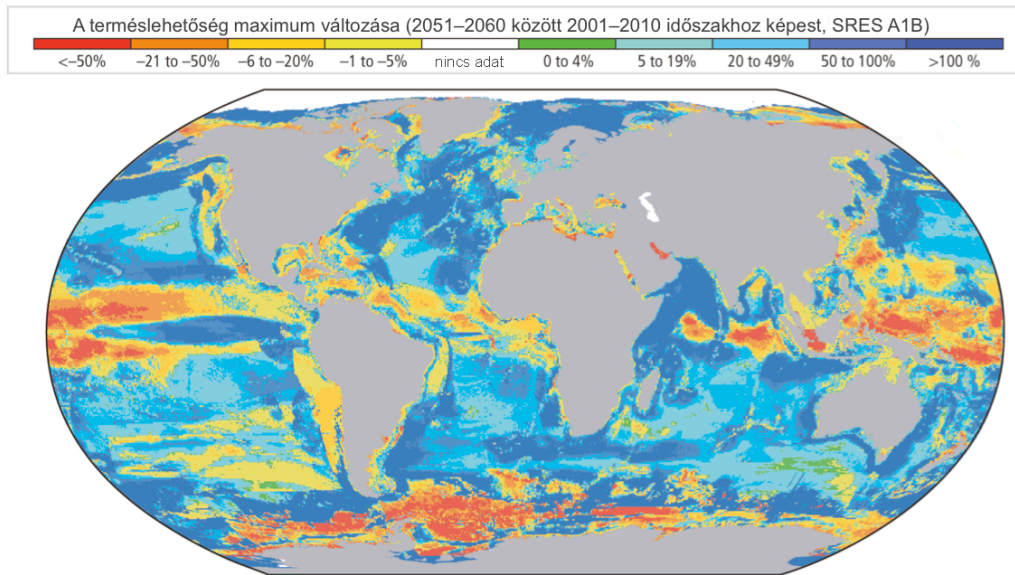 A terméslehetőség maximum változása (2051–2060 között 2001–2010 időszakhoz képest, SRES A1B)
<–50% –21 to –50% –6 to –20% –1 to –5% nincs adat 0 to 4% 5 to 19% 20 to 49% 50 to 100% >100 %